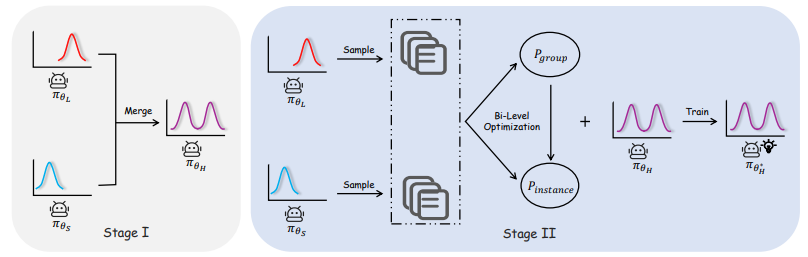 π_{θ_L}
Merge
π_{θ_H}
π_{θ_S}
Stage I
π_{θ_L}
Sample
P_{group}
Bi-Level
Optimization
+
π_{θ_H}
Train
π_{θ_H^*}
P_{instance}
Sample
π_{θ_S}
Stage II